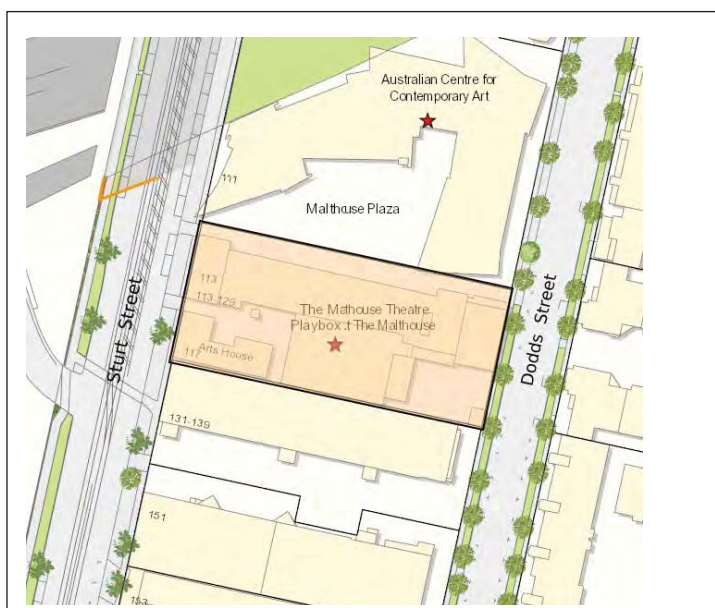 Australian Centre for
Contemporary Art
111
Malthouse Plaza
113
113-129
The Malthouse Theatre
Playbox at The Malthouse
Arts House
117
131-139
151
153
Sturt Street
Dodds Street